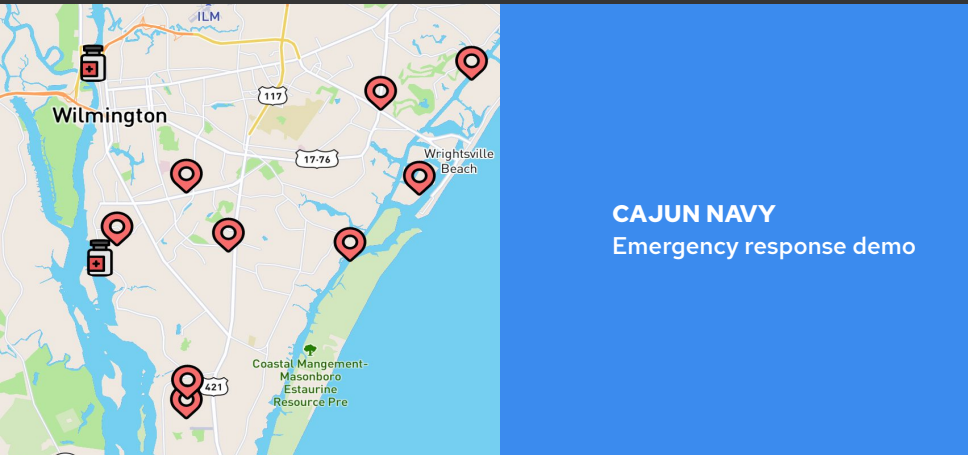 ILM
117
Wilmington
17-76
Wrightsville
Beach
Coastal Mangement-
Masonboro
Estaurine
Resource Pre
421
CAJUN NAVY
Emergency response demo